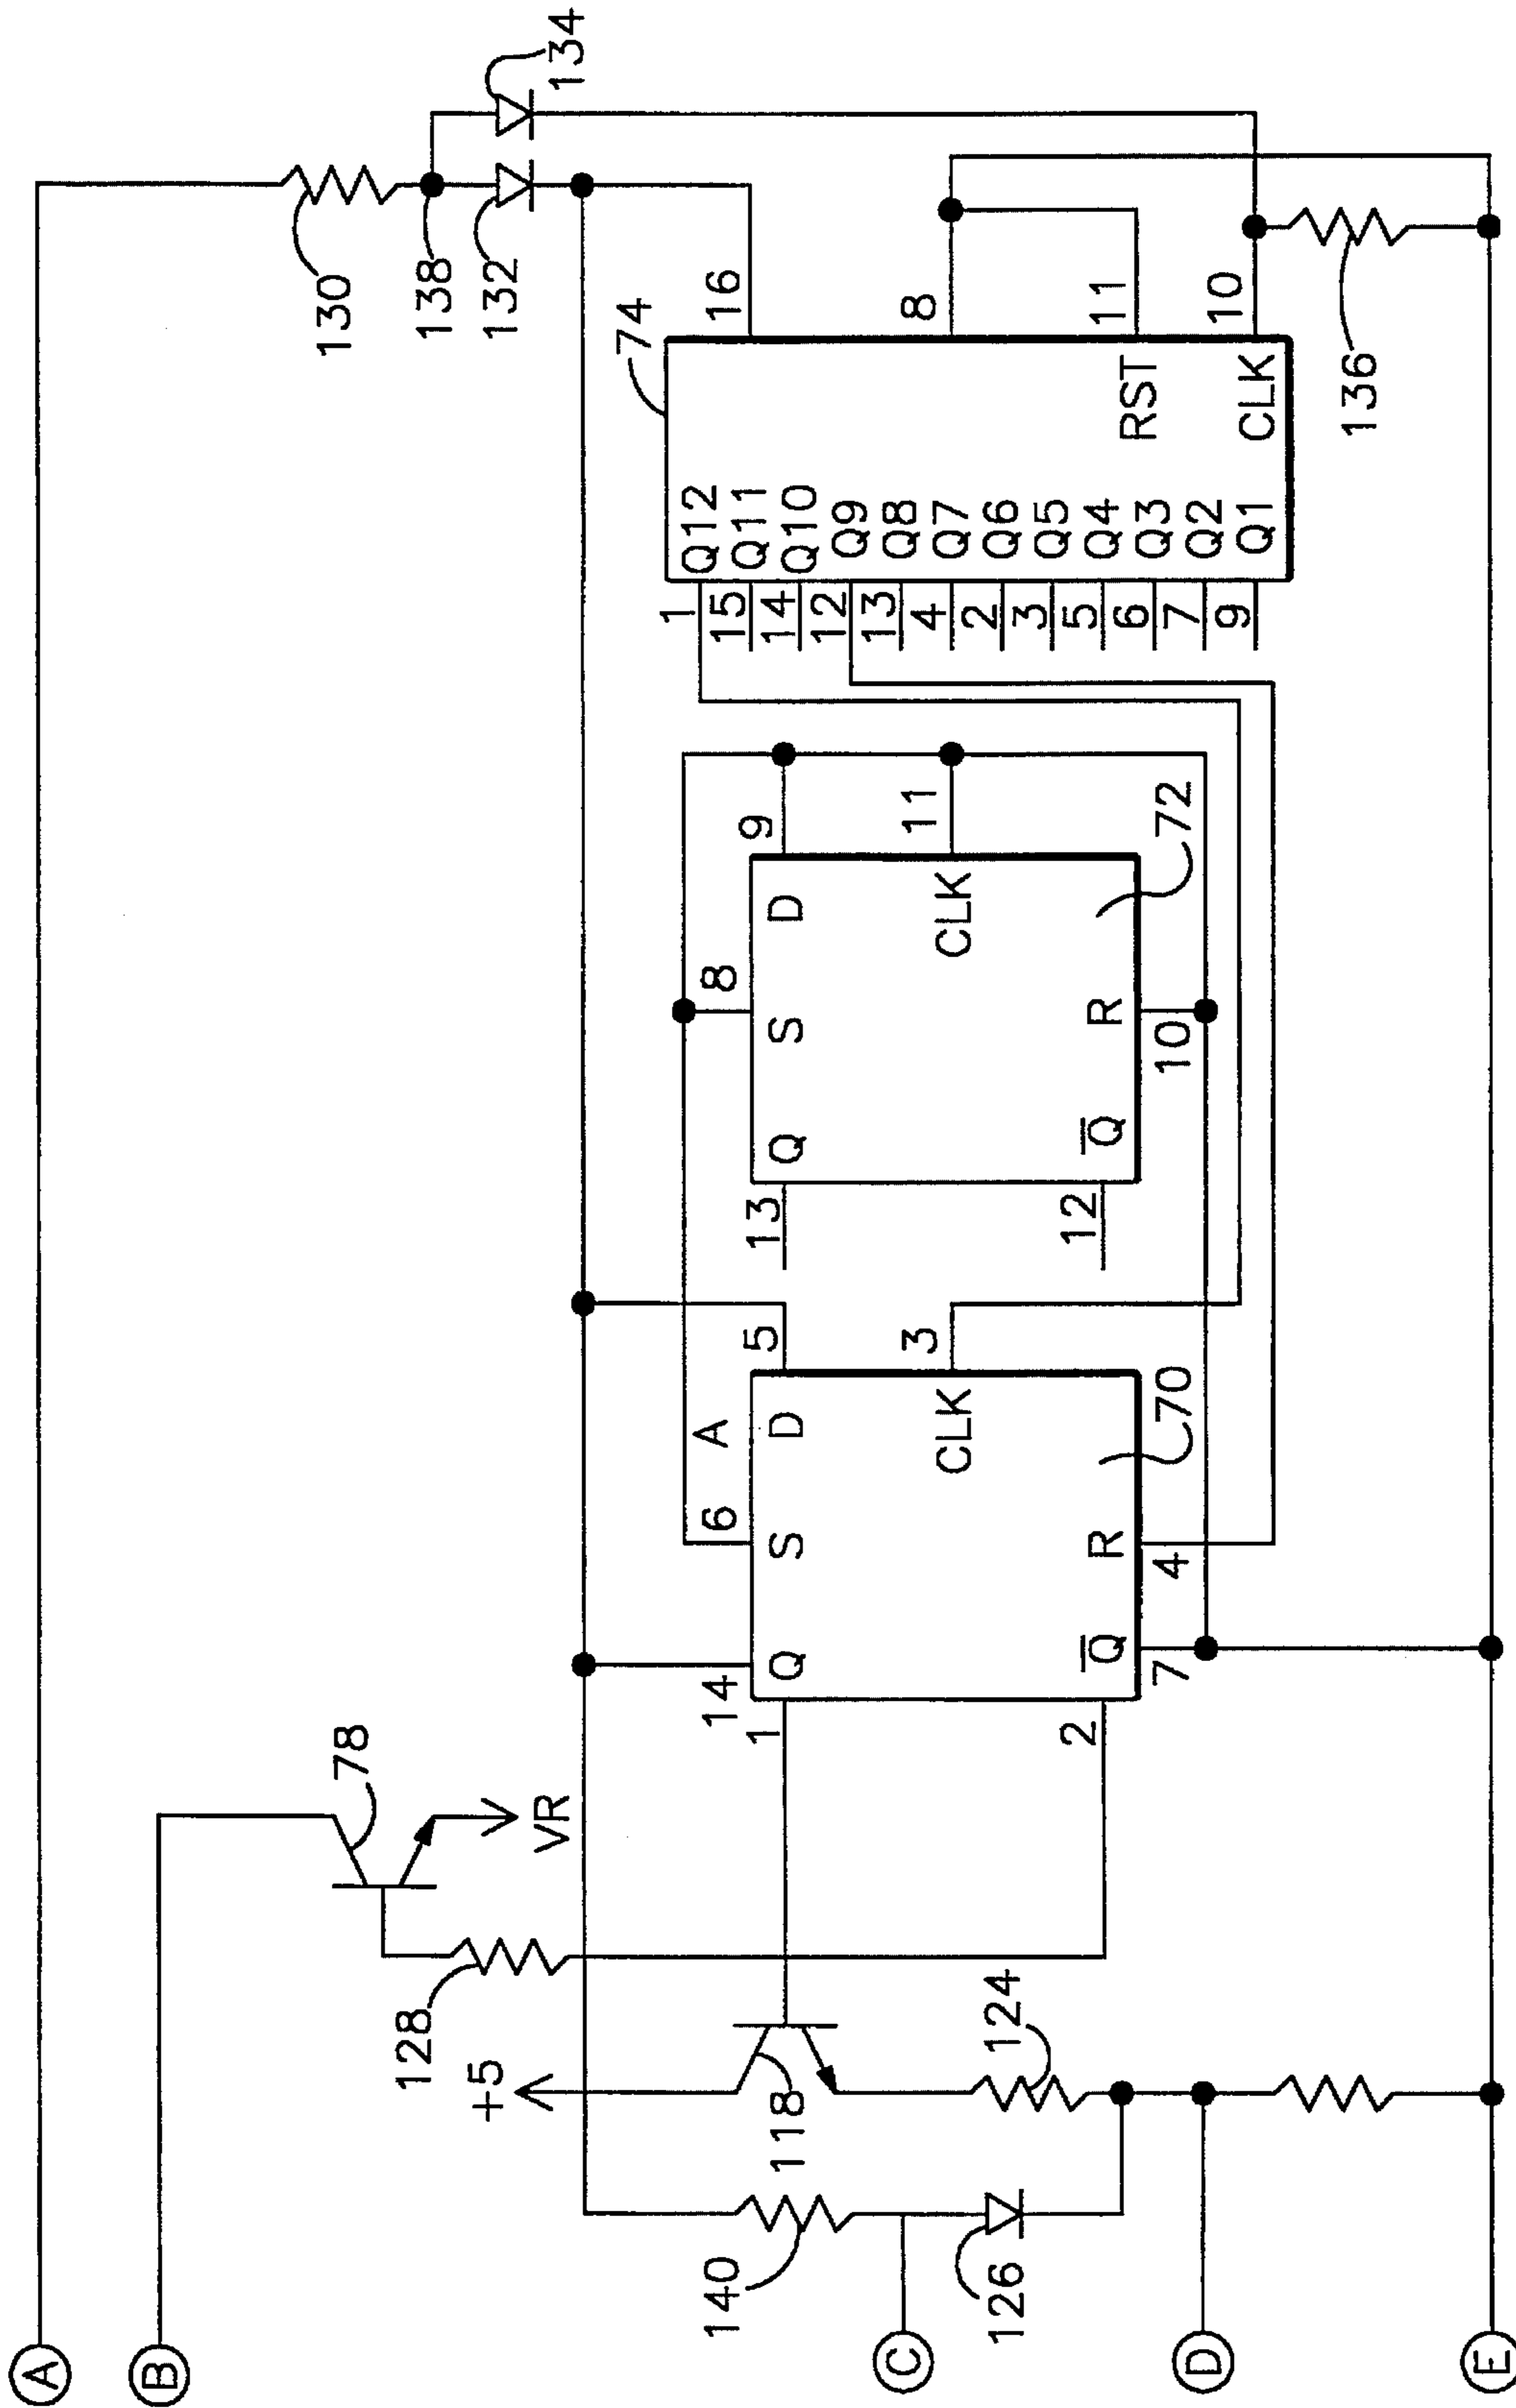 A
B
78
VR
128
+5
130
138
132
134
140
118
126
124
C
D
E
14
1
2
7
Q
Q̅
S
R
6
4
A
D
CLK
5
3
70
13
12
Q
Q̅
S
R
8
10
D
CLK
9
11
72
74
1 Q12
15 Q11
14 Q10
12 Q9
13 Q8
4 Q7
2 Q6
3 Q5
5 Q4
6 Q3
7 Q2
9 Q1
RST
CLK
16
8
11
10
136